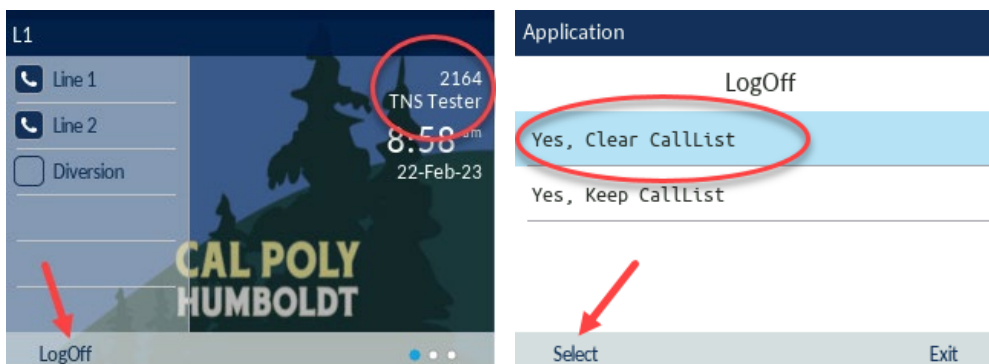 L1
Line 1
Line 2
Diversion
2164
TNS Tester
8:58 am
22-Feb-23
CAL POLY
HUMBOLDT
LogOff
Application
LogOff
Yes, Clear CallList
Yes, Keep CallList
Select
Exit